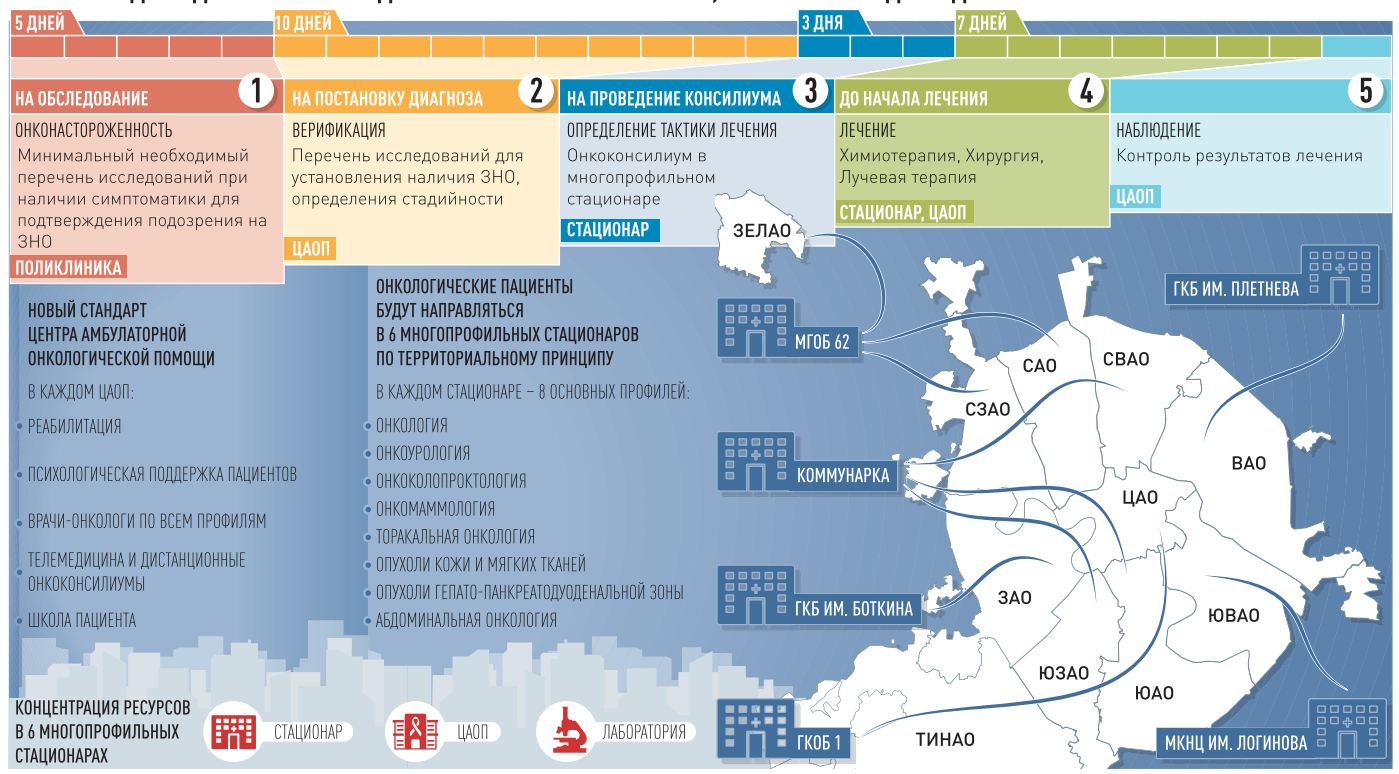 5 ДНЕЙ
10 ДНЕЙ
3 ДНЯ
7 ДНЕЙ
НА ОБСЛЕДОВАНИЕ
1
ОНКОНАСТОРОЖЕННОСТЬ
Минимальный необходимый
перечень исследований при
наличии симптоматики для
подтверждения подозрения на
ЗНО
ПОЛИКЛИНИКА
НА ПОСТАНОВКУ ДИАГНОЗА
2
ВЕРИФИКАЦИЯ
Перечень исследований для
установления наличия ЗНО,
определения стадийности
ЦАОП
НА ПРОВЕДЕНИЕ КОНСИЛИУМА
3
ОПРЕДЕЛЕНИЕ ТАКТИКИ ЛЕЧЕНИЯ
Онкоконсилиум в
многопрофильном
стационаре
СТАЦИОНАР
ДО НАЧАЛА ЛЕЧЕНИЯ
4
ЛЕЧЕНИЕ
Химиотерапия, Хирургия,
Лучевая терапия
СТАЦИОНАР, ЦАОП
5
НАБЛЮДЕНИЕ
Контроль результатов лечения
ЦАОП
НОВЫЙ СТАНДАРТ
ЦЕНТРА АМБУЛАТОРНОЙ
ОНКОЛОГИЧЕСКОЙ ПОМОЩИ
В КАЖДОМ ЦАОП:
• РЕАБИЛИТАЦИЯ
• ПСИХОЛОГИЧЕСКАЯ ПОДДЕРЖКА ПАЦИЕНТОВ
• ВРАЧИ-ОНКОЛОГИ ПО ВСЕМ ПРОФИЛЯМ
• ТЕЛЕМЕДИЦИНА И ДИСТАНЦИОННЫЕ
ОНКОКОНСИЛИУМЫ
• ШКОЛА ПАЦИЕНТА
ОНКОЛОГИЧЕСКИЕ ПАЦИЕНТЫ
БУДУТ НАПРАВЛЯТЬСЯ
В 6 МНОГОПРОФИЛЬНЫХ СТАЦИОНАРОВ
ПО ТЕРРИТОРИАЛЬНОМУ ПРИНЦИПУ
В КАЖДОМ СТАЦИОНАРЕ – 8 ОСНОВНЫХ ПРОФИЛЕЙ:
• ОНКОЛОГИЯ
• ОНКОУРОЛОГИЯ
• ОНКОКОЛОПРОКТОЛОГИЯ
• ОНКОМАММОЛОГИЯ
• ТОРАКАЛЬНАЯ ОНКОЛОГИЯ
• ОПУХОЛИ КОЖИ И МЯГКИХ ТКАНЕЙ
• ОПУХОЛИ ГЕПАТО-ПАНКРЕАТОДУОДЕНАЛЬНОЙ ЗОНЫ
• АБДОМИНАЛЬНАЯ ОНКОЛОГИЯ
ЗЕЛАО
МГОБ 62
ГКБ ИМ. ПЛЕТНЕВА
САО
СВАО
СЗАО
КОММУНАРКА
ВАО
ЦАО
ГКБ ИМ. БОТКИНА
ЗАО
ЮВАО
ЮЗАО
ЮАО
ГКОБ 1
ТИНАО
МКНЦ ИМ. ЛОГИНОВА
КОНЦЕНТРАЦИЯ РЕСУРСОВ
В 6 МНОГОПРОФИЛЬНЫХ
СТАЦИОНАРАХ
СТАЦИОНАР
ЦАОП
ЛАБОРАТОРИЯ